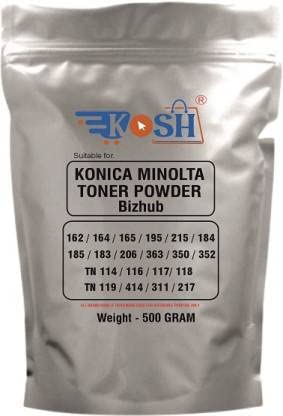 KOSH®
Suitable for:
KONICA MINOLTA
TONER POWDER
Bizhub
162 / 164 / 165 / 195 / 215 / 184
185 / 183 / 206 / 363 / 350 / 352
TN 114 / 116 / 117/ 118
TN 119 / 414 / 311 / 217
Weight - 500 GRAM